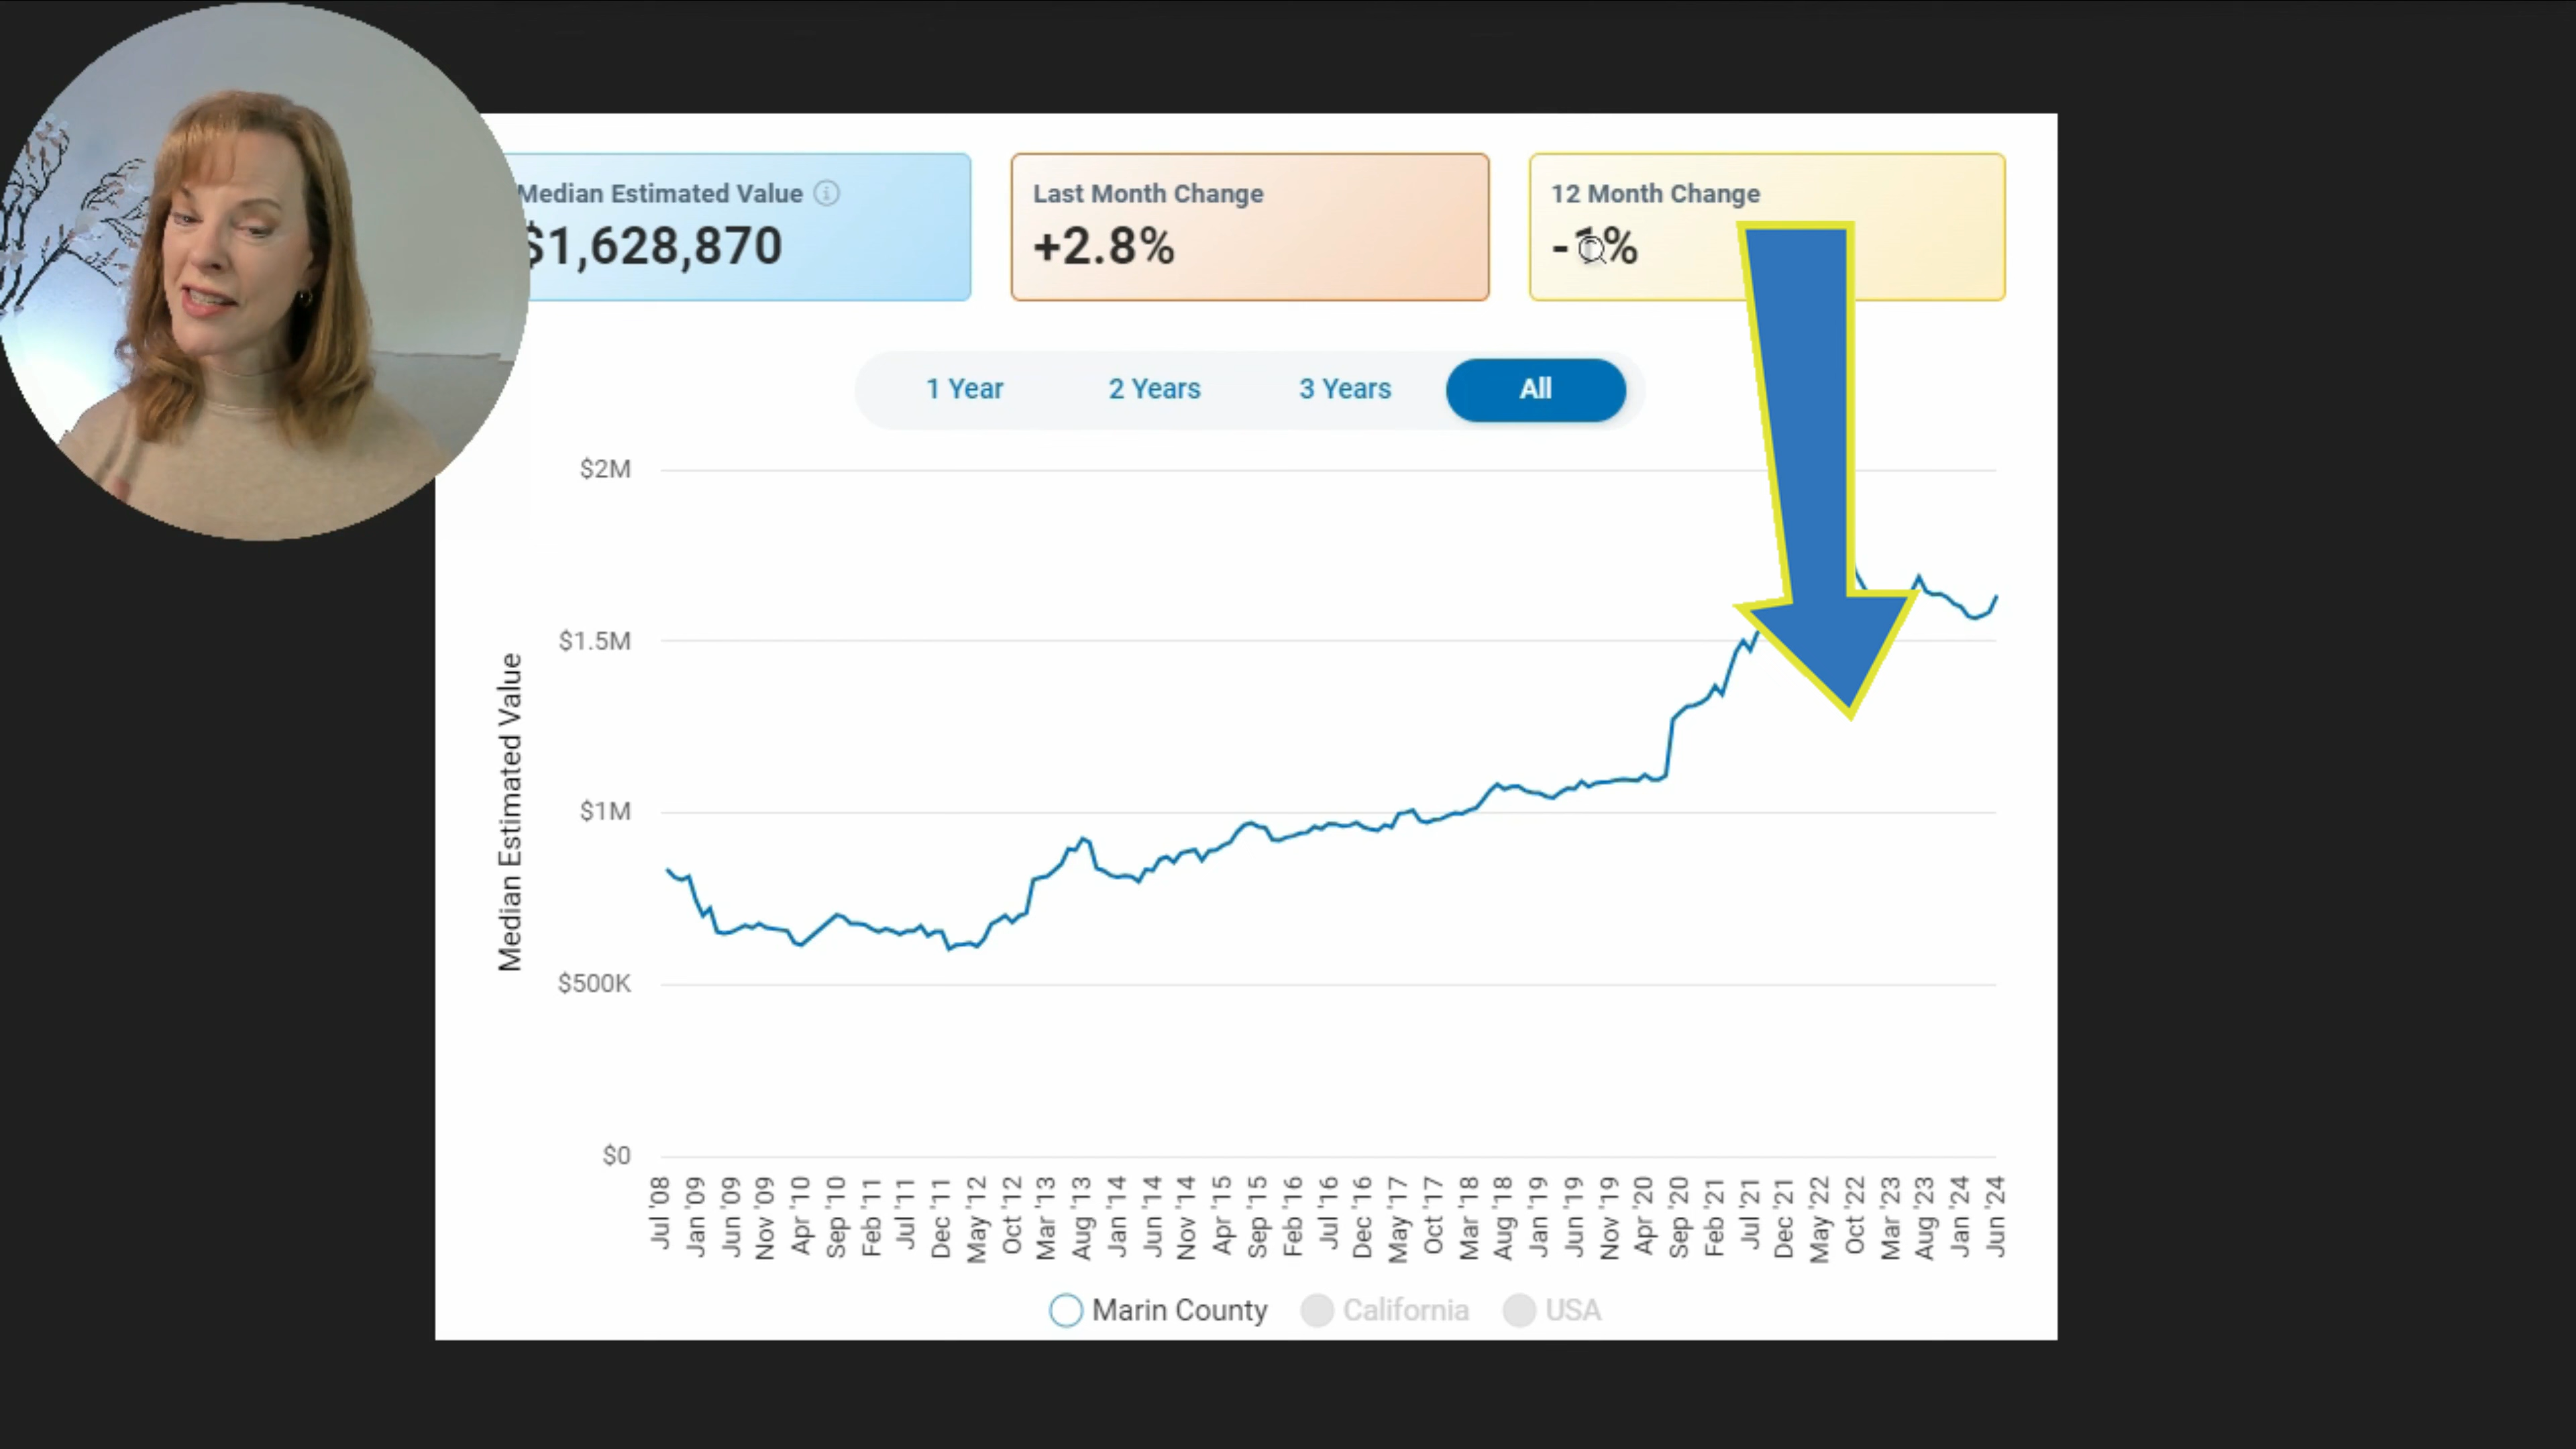 Median Estimated Value
$1,628,870
Last Month Change
+2.8%
12 Month Change
-1%
1 Year
2 Years
3 Years
All
$2M
$1.5M
$1M
$500K
$0
Median Estimated Value
Jul '08
Jan '09
Jun '09
Nov '09
Apr '10
Sep '10
Feb '11
Jul '11
Dec '11
May '12
Oct '12
Mar '13
Aug '13
Jan '14
Jun '14
Nov '14
Apr '15
Sep '15
Feb '16
Jul '16
Dec '16
May '17
Oct '17
Mar '18
Aug '18
Jan '19
Jun '19
Nov '19
Apr '20
Sep '20
Feb '21
Jul '21
Dec '21
May '22
Oct '22
Mar '23
Aug '23
Jan '24
Jun '24
Marin County
California
USA